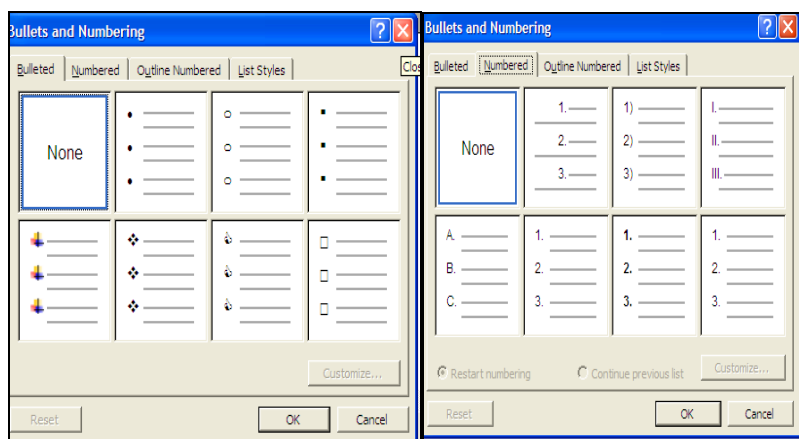 Bullets and Numbering
Bulleted Numbered Outline Numbered List Styles
Clos
None
Customize...
Reset OK Cancel
Bullets and Numbering
Bulleted Numbered Outline Numbered List Styles
None
1. 1) I.
2. 2) II.
3. 3) III.
A. 1. 1. 1.
B. 2. 2. 2.
C. 3. 3. 3.
Restart numbering Continue previous list Customize...
Reset OK Cancel